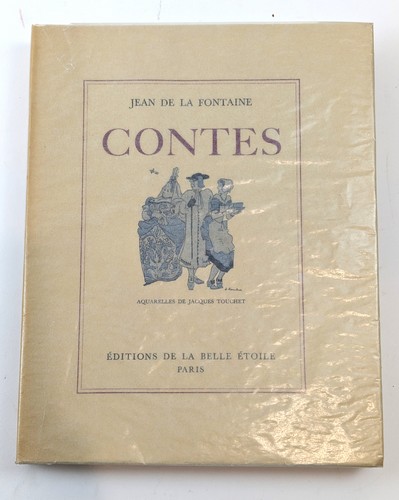 JEAN DE LA FONTAINE
CONTES
AQUARELLES DE JACQUES TOUCHET
ÉDITIONS DE LA BELLE ÉTOILE
PARIS